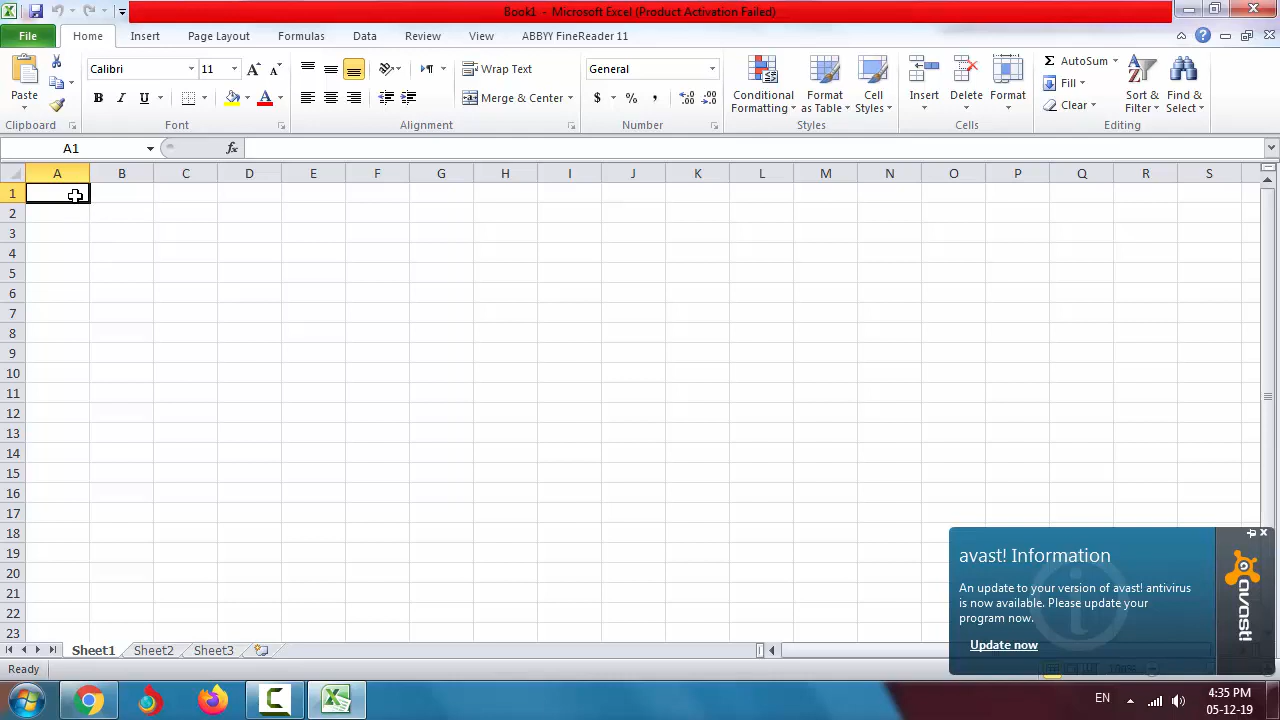 Book1 - Microsoft Excel (Product Activation Failed)
File Home Insert Page Layout Formulas Data Review View ABBYY FineReader 11
Paste
Calibri 11
B I U
Wrap Text
Merge & Center
General
$ % ,
Conditional Formatting
Format as Table
Cell Styles
Insert
Delete
Format
Σ AutoSum
Fill
Clear
Sort & Filter
Find & Select
Clipboard Font Alignment Number Styles Cells Editing
A1 fx
A B C D E F G H I J K L M N O P Q R S
1
2
3
4
5
6
7
8
9
10
11
12
13
14
15
16
17
18
19
20
21
22
23
avast! Information
An update to your version of avast! antivirus
is now available. Please update your
program now.
Update now
avast!
Sheet1 Sheet2 Sheet3
Ready
EN
4:35 PM
05-12-19